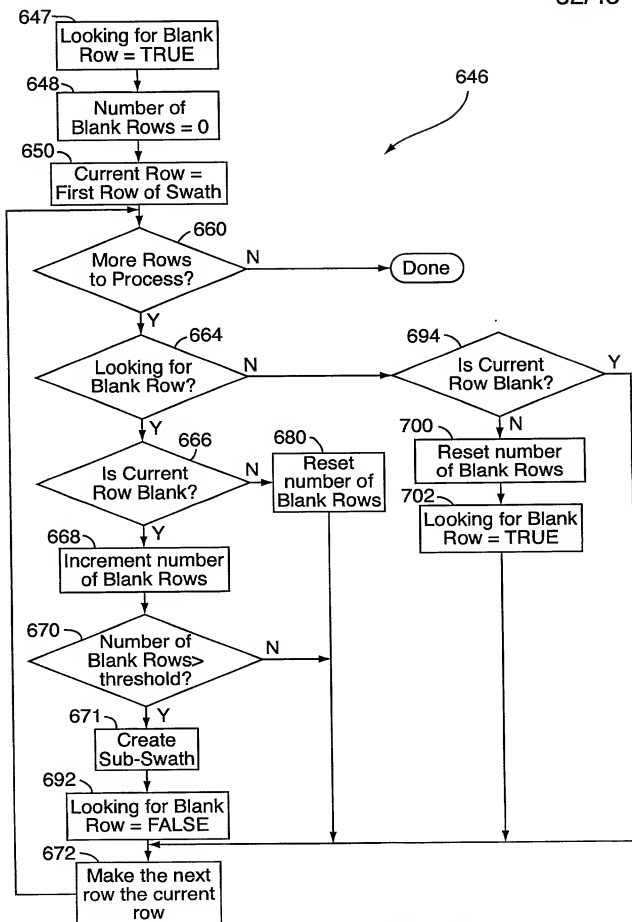 647
Looking for Blank
Row = TRUE
648
Number of
Blank Rows = 0
646
650
Current Row =
First Row of Swath
660
More Rows
to Process?
N
Done
Y
664
Looking for
Blank Row?
N
694
Is Current
Row Blank?
Y
Y
666
Is Current
Row Blank?
N
680
Reset
number of
Blank Rows
N
700
Reset number
of Blank Rows
702
Looking for Blank
Row = TRUE
Y
668
Increment number
of Blank Rows
670
Number of
Blank Rows>
threshold?
N
Y
671
Create
Sub-Swath
692
Looking for Blank
Row = FALSE
672
Make the next
row the current
row